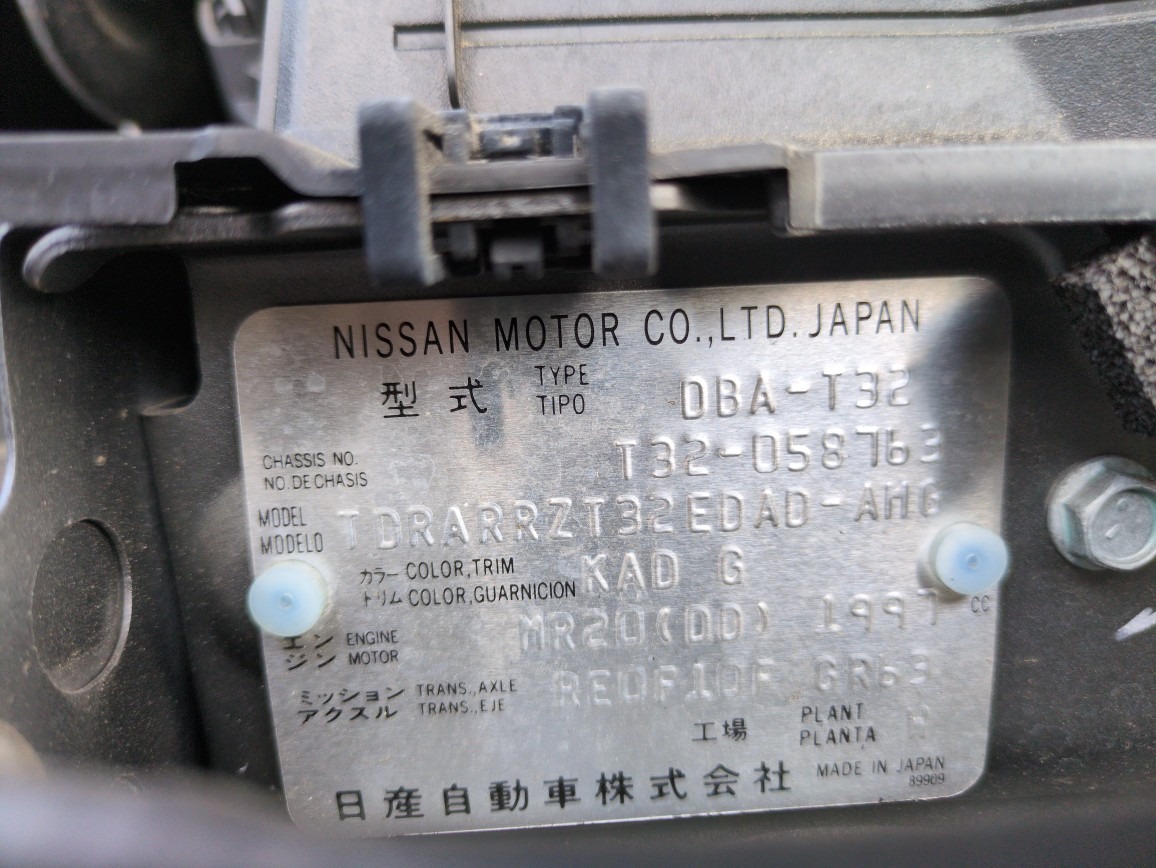 NISSAN MOTOR CO.,LTD. JAPAN
型式 TYPE TIPO DBA-T32
CHASSIS NO. NO.DE CHASIS T32-058763
MODEL MODELO TDRARRZT32EDAD-AMG
カラー COLOR,TRIM トリム COLOR,GUARNICION KAD G
エンジン ENGINE MOTOR MR20(DD) 1997 CC
ミッション TRANS.,AXLE アクスル TRANS.,EJE RE0F10F GR63
工場 PLANT PLANTA
日産自動車株式会社 MADE IN JAPAN
89909